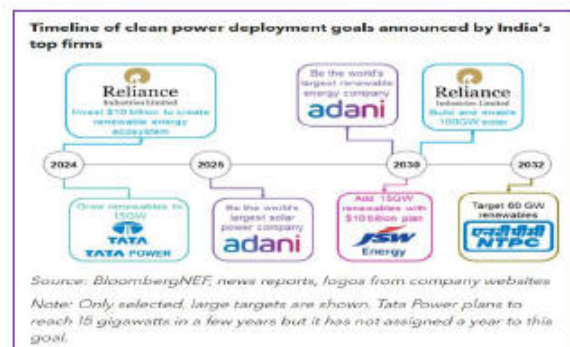 Timeline of clean power deployment goals announced by India's
top firms
Reliance
Industries Limited
Invest $10 billion to create
renewable energy
ecosystem
Be the world's
largest renewable
energy company
adani
Reliance
Industries Limited
Build and enable
100GW solar
2024
2025
2030
2032
Grow renewables to
15GW
TATA
TATA POWER
Be the world's
largest solar
power company
adani
Add 15GW
renewables with
$10 billion plan
JSW
Energy
Target 60 GW
renewables
एनटीपीसी
NTPC
Source: BloombergNEF, news reports, logos from company websites
Note: Only selected, large targets are shown. Tata Power plans to
reach 15 gigawatts in a few years but it has not assigned a year to this
goal.